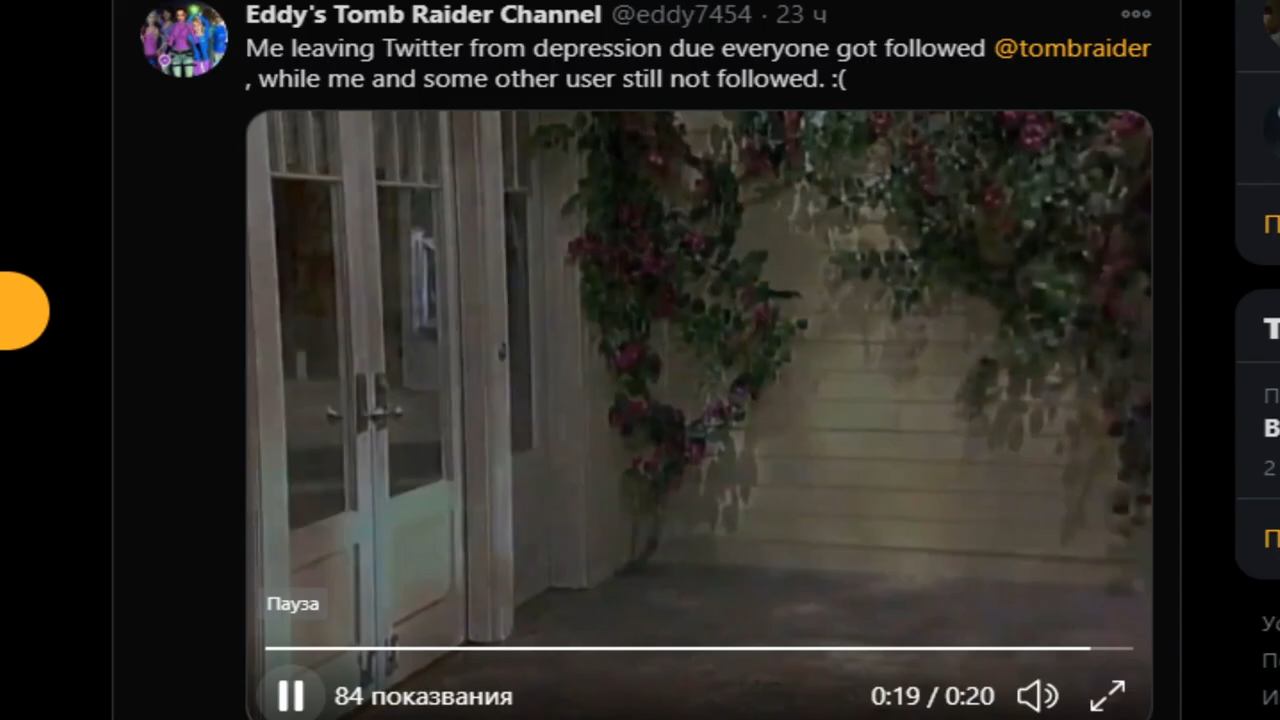 Eddy's Tomb Raider Channel @eddy7454 · 23 ч
Me leaving Twitter from depression due everyone got followed @tombraider
, while me and some other user still not followed. :(
Пауза
84 показвания
0:19 / 0:20
2